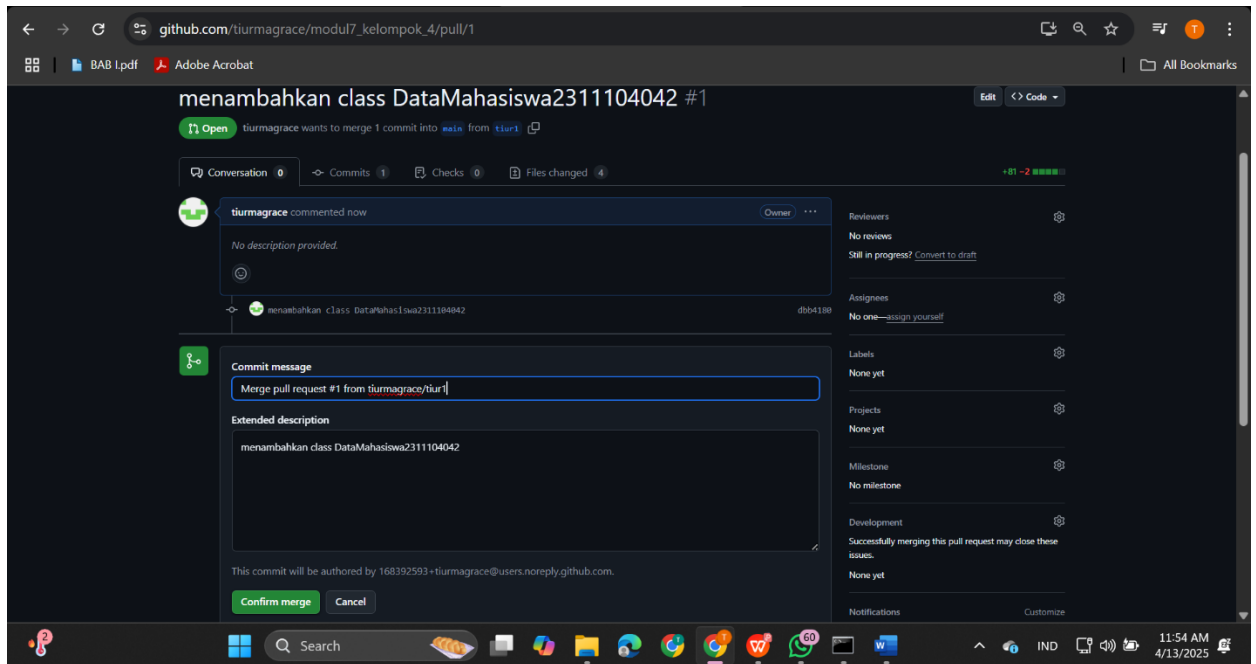 github.com/tiurmagrace/modul7_kelompok_4/pull/1
T
BAB I.pdf Adobe Acrobat All Bookmarks
menambahkan class DataMahasiswa2311104042 #1
Edit <> Code
Open tiurmagrace wants to merge 1 commit into main from tiur1
Conversation 0 Commits 1 Checks 0 Files changed 4 +81 −2
tiurmagrace commented now Owner ...
No description provided.
menambahkan class DataMahasiswa2311104042 dbb4180
Commit message
Merge pull request #1 from tiurmagrace/tiur1
Extended description
menambahkan class DataMahasiswa2311104042
This commit will be authored by 168392593+tiurmagrace@users.noreply.github.com.
Confirm merge Cancel
Reviewers
No reviews
Still in progress? Convert to draft
Assignees
No one—assign yourself
Labels
None yet
Projects
None yet
Milestone
No milestone
Development
Successfully merging this pull request may close these
issues.
None yet
Notifications Customize
2
Search
60
IND
11:54 AM
4/13/2025